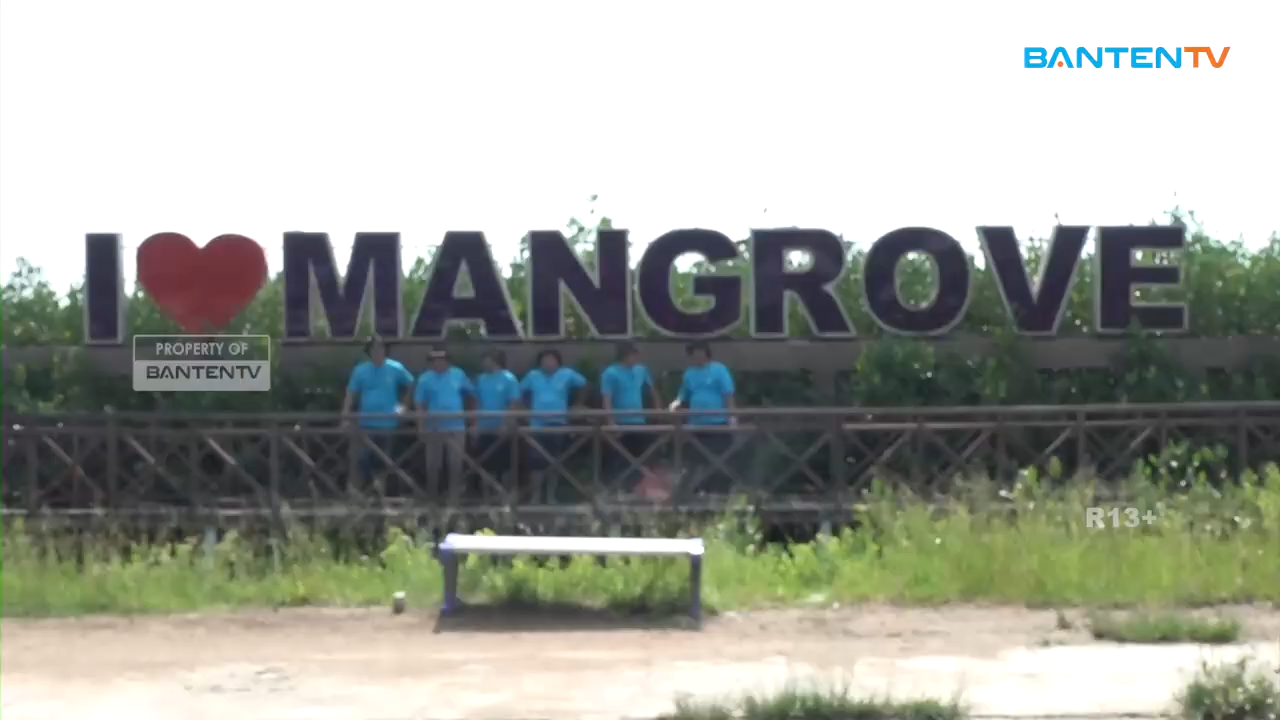 BANTENTV
I ❤ MANGROVE
PROPERTY OF
BANTENTV
R13+